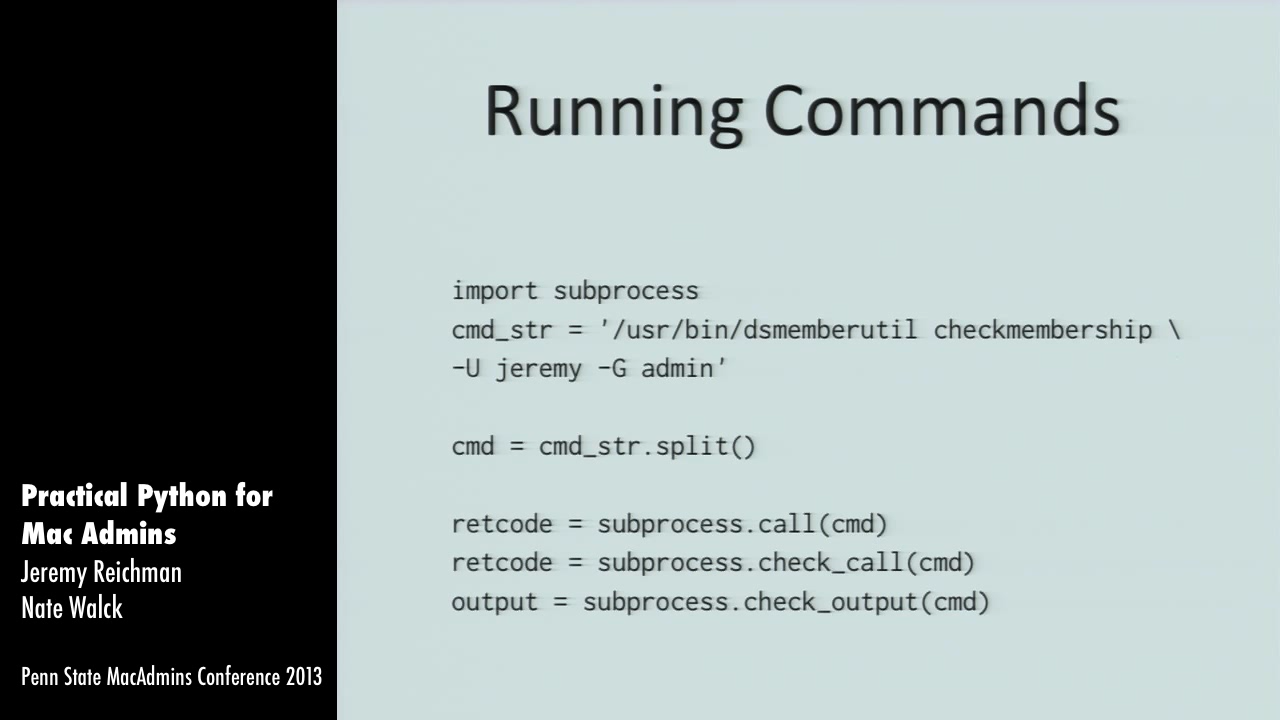 Running Commands
import subprocess
cmd_str = '/usr/bin/dsmemberutil checkmembership \
-U jeremy -G admin'
cmd = cmd_str.split()
retcode = subprocess.call(cmd)
retcode = subprocess.check_call(cmd)
output = subprocess.check_output(cmd)
Practical Python for
Mac Admins
Jeremy Reichman
Nate Walck
Penn State MacAdmins Conference 2013